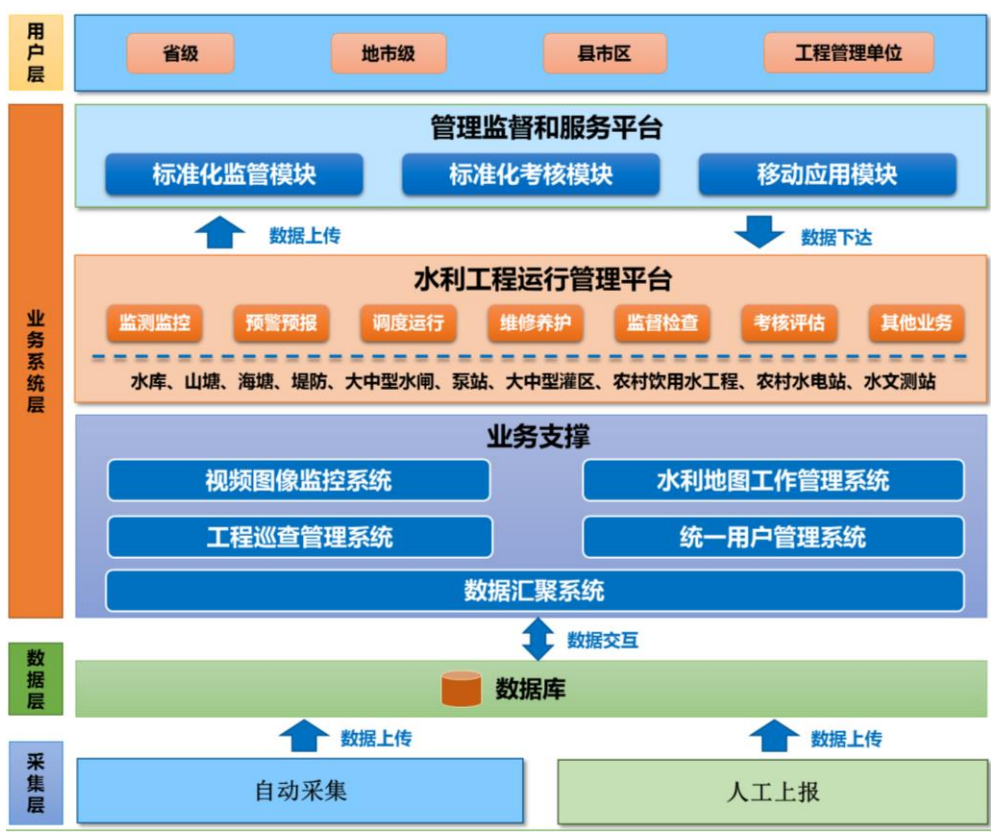 用户层
省级 地市级 县市区 工程管理单位
业务系统层
管理监督和服务平台
标准化监管模块 标准化考核模块 移动应用模块
数据上传 数据下达
水利工程运行管理平台
监测监控 预警预报 调度运行 维修养护 监督检查 考核评估 其他业务
水库、山塘、海塘、堤防、大中型水闸、泵站、大中型灌区、农村饮用水工程、农村水电站、水文测站
业务支撑
视频图像监控系统 水利地图工作管理系统
工程巡查管理系统 统一用户管理系统
数据汇聚系统
数据交互
数据层
数据库
数据上传 数据上传
采集层
自动采集 人工上报